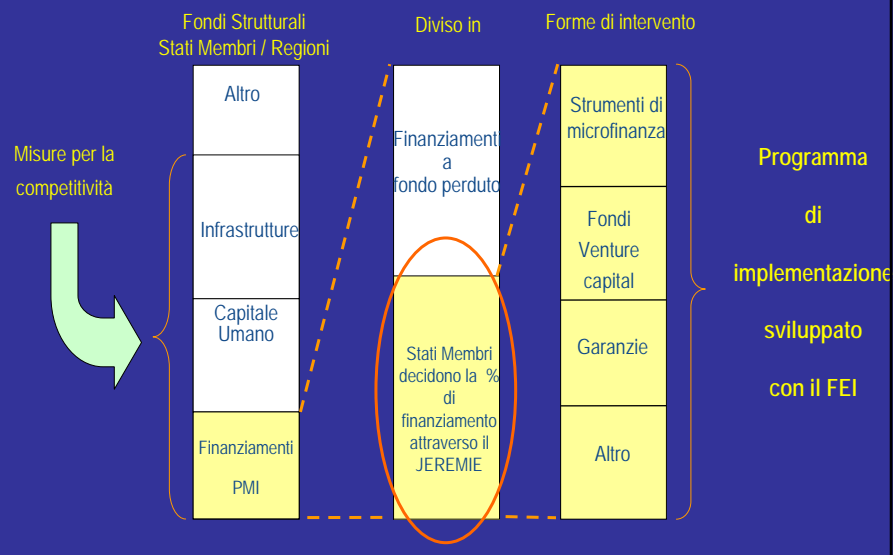 Fondi Strutturali
Stati Membri / Regioni
Diviso in
Forme di intervento
Misure per la
competitività
Altro
Infrastrutture
Capitale
Umano
Finanziamenti
PMI
Finanziamenti
a
fondo perduto
Stati Membri
decidono la %
di
finanziamento
attraverso il
JEREMIE
Strumenti di
microfinanza
Fondi
Venture
capital
Garanzie
Altro
Programma
di
implementazione
sviluppato
con il FEI